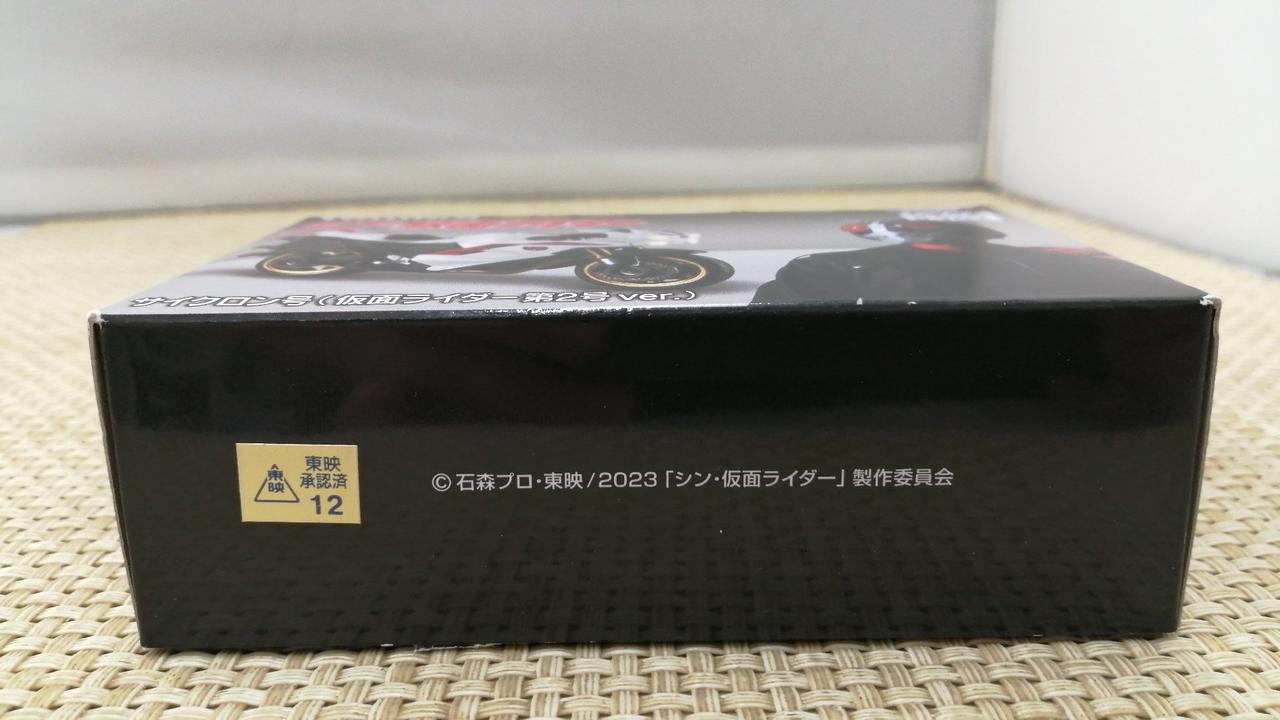 サイクロン号(仮面ライダー第2号 ver.)
東映
東映
承認済
12
©石森プロ・東映/2023「シン・仮面ライダー」製作委員会